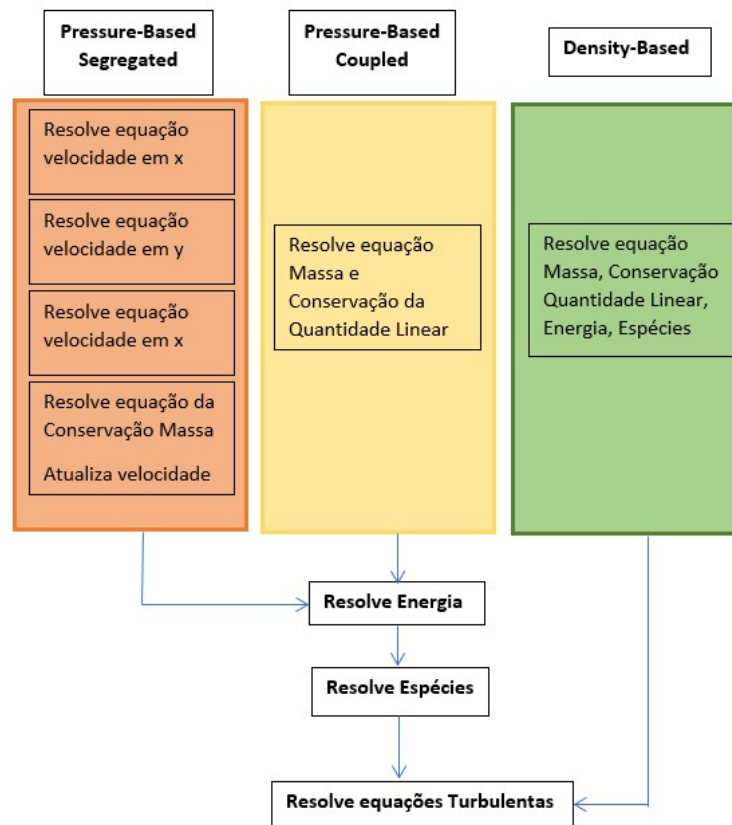 Pressure-Based
Segregated
Pressure-Based
Coupled
Density-Based
Resolve equação
velocidade em x
Resolve equação
velocidade em y
Resolve equação
velocidade em x
Resolve equação da
Conservação Massa
Atualiza velocidade
Resolve equação
Massa e
Conservação da
Quantidade Linear
Resolve equação
Massa, Conservação
Quantidade Linear,
Energia, Espécies
Resolve Energia
Resolve Espécies
Resolve equações Turbulentas